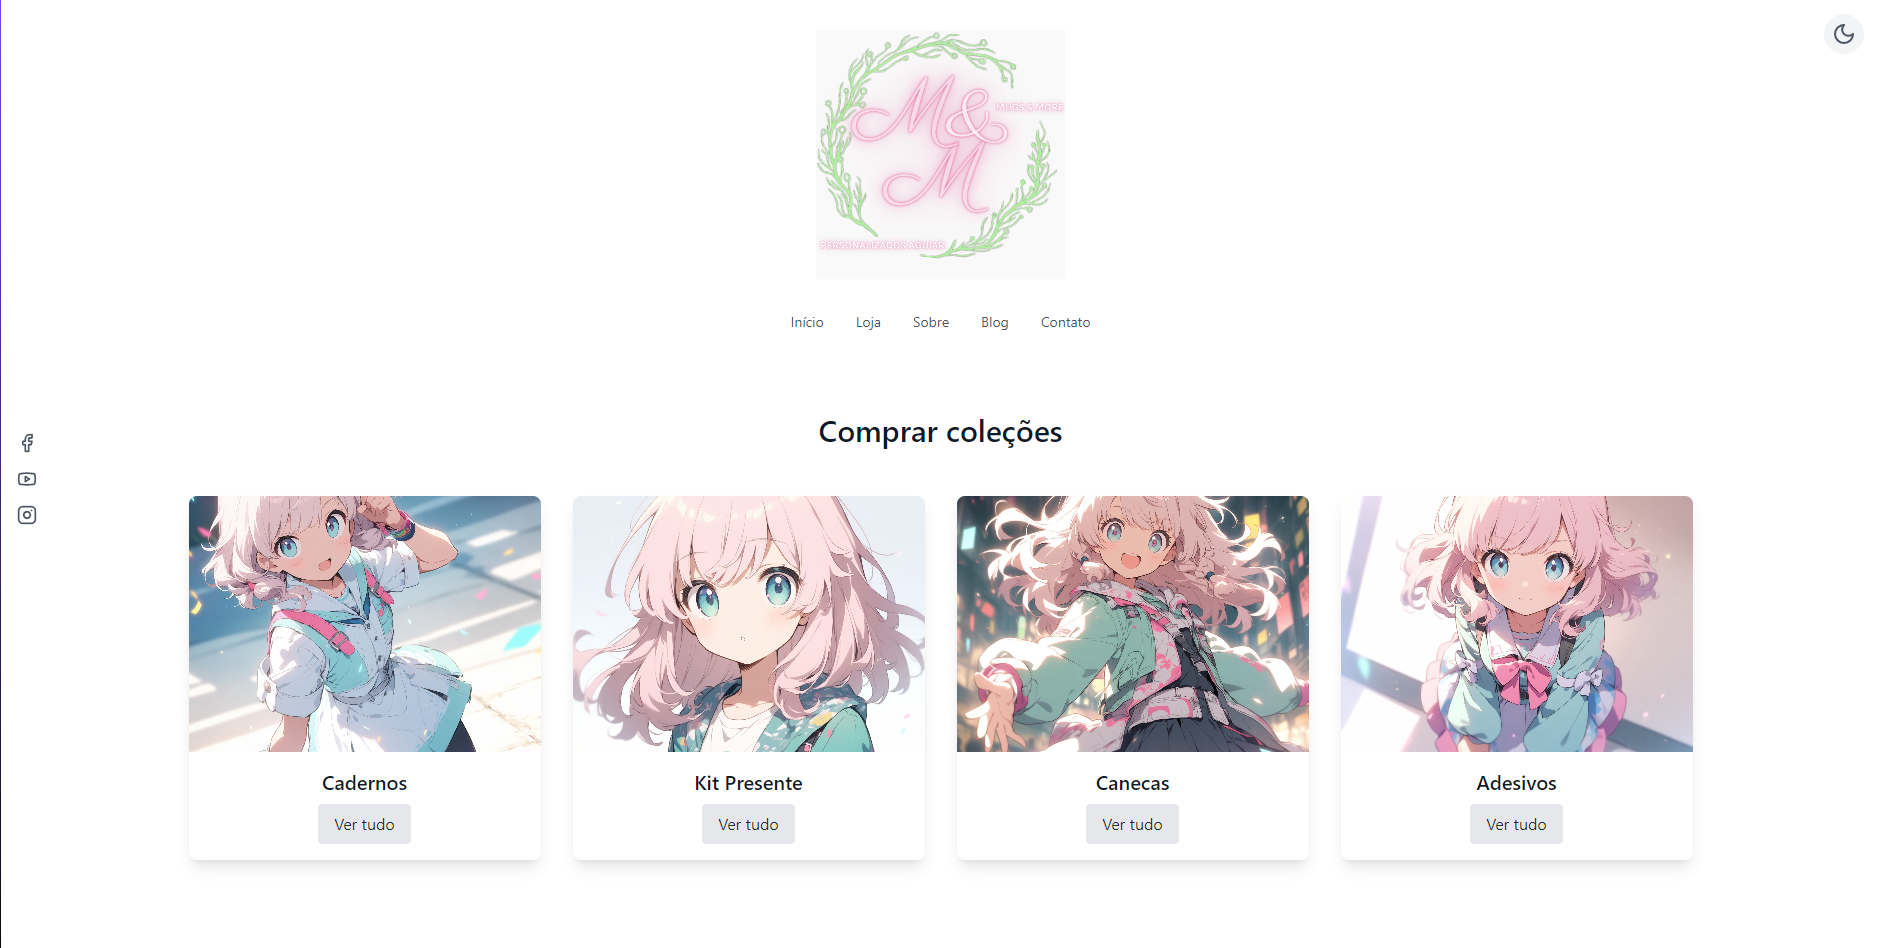 M&
M
MUGS & MORE
PERSONALIZADOS AGUIAR
Início Loja Sobre Blog Contato
Comprar coleções
Cadernos
Ver tudo
Kit Presente
Ver tudo
Canecas
Ver tudo
Adesivos
Ver tudo